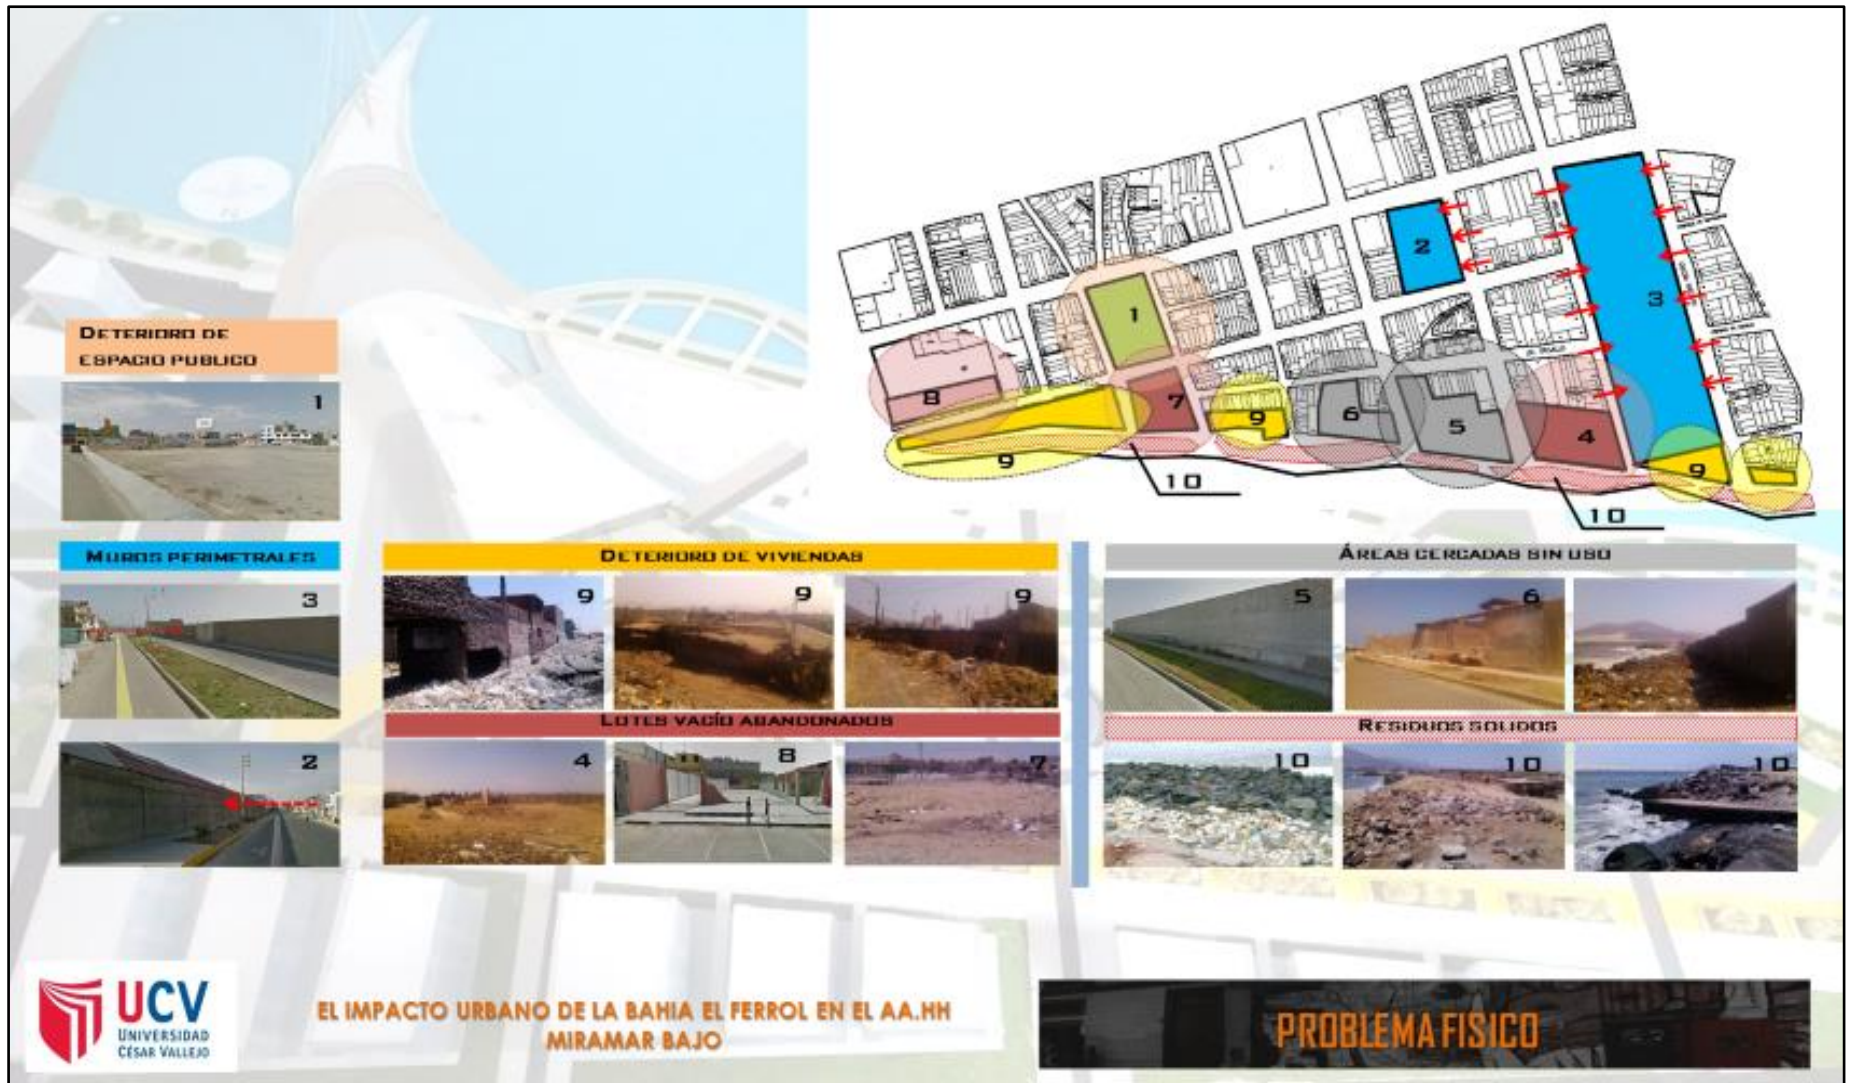 DETERIORO DE
ESPACIO PUBLICO
1
MUROS PERIMETRALES
3
2
DETERIORO DE VIVIENDAS
9
9
9
LOTES VACÍO ABANDONADOS
4
8
7
ÁREAS CERCADAS SIN USO
5
6
RESIDUOS SOLIDOS
10
10
10
1
2
3
8
7
9
6
5
4
9
9
10
10
UCV
UNIVERSIDAD
CÉSAR VALLEJO
EL IMPACTO URBANO DE LA BAHIA EL FERROL EN EL AA.HH
MIRAMAR BAJO
PROBLEMA FISICO